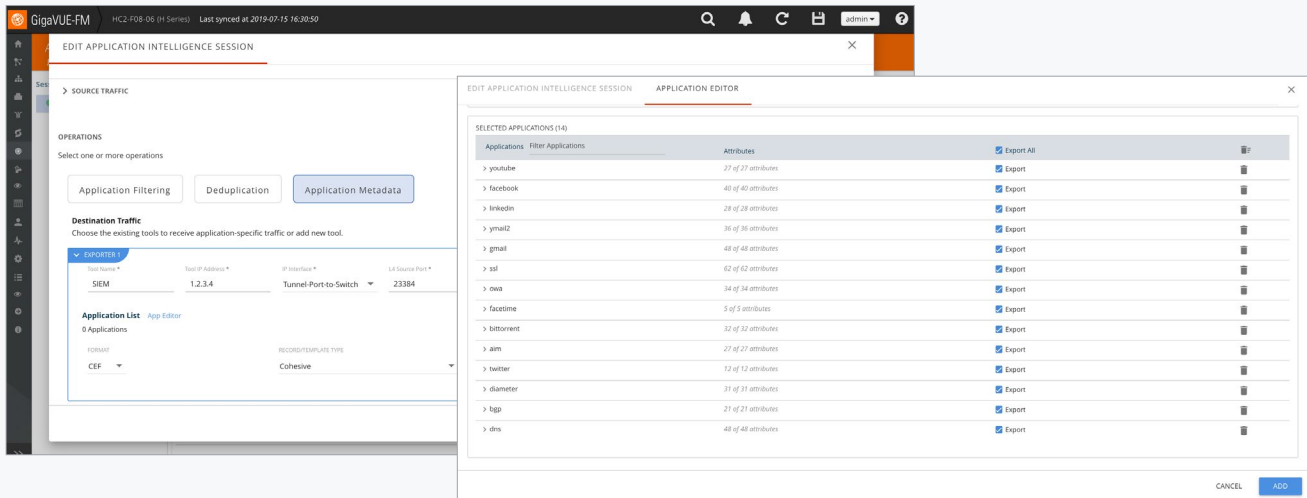 GigaVUE-FM HC2-F08-06 (H Series) Last synced at 2019-07-15 16:30:50 admin
EDIT APPLICATION INTELLIGENCE SESSION
SOURCE TRAFFIC
OPERATIONS
Select one or more operations
Application Filtering Deduplication Application Metadata
Destination Traffic
Choose the existing tools to receive application-specific traffic or add new tool.
EXPORTER 1
Tool Name * Tool IP Address * IP Interface * L4 Source Port *
SIEM 1.2.3.4 Tunnel-Port-to-Switch 23384
Application List App Editor
0 Applications
FORMAT RECORD/TEMPLATE TYPE
CEF Cohesive
EDIT APPLICATION INTELLIGENCE SESSION APPLICATION EDITOR
SELECTED APPLICATIONS (14)
Applications Filter Applications Attributes Export All
youtube 27 of 27 attributes Export
facebook 40 of 40 attributes Export
linkedin 28 of 28 attributes Export
ymail2 36 of 36 attributes Export
gmail 48 of 48 attributes Export
ssl 62 of 62 attributes Export
owa 34 of 34 attributes Export
facetime 5 of 5 attributes Export
bittorrent 32 of 32 attributes Export
aim 27 of 27 attributes Export
twitter 12 of 12 attributes Export
diameter 31 of 31 attributes Export
bgp 21 of 21 attributes Export
dns 48 of 48 attributes Export
CANCEL ADD